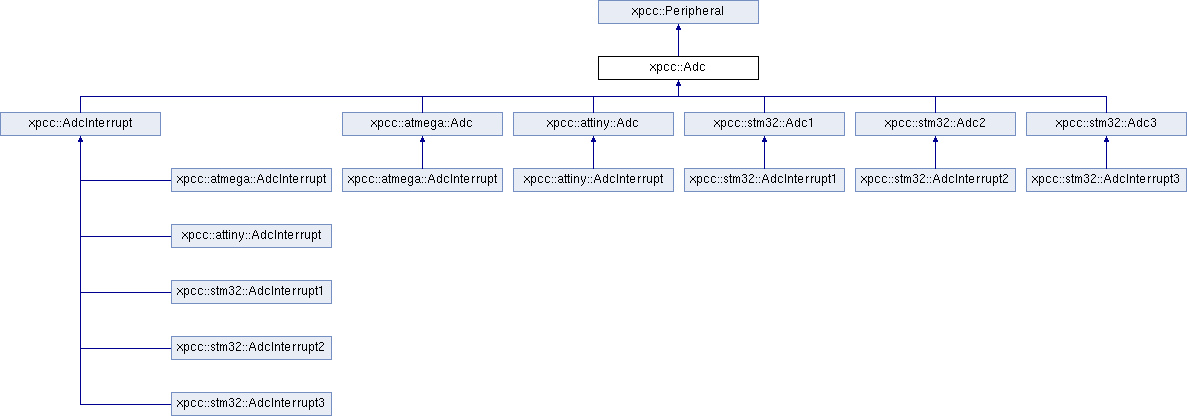 xpcc::Peripheral
xpcc::Adc
xpcc::AdcInterrupt
xpcc::atmega::Adc
xpcc::attiny::Adc
xpcc::stm32::Adc1
xpcc::stm32::Adc2
xpcc::stm32::Adc3
xpcc::atmega::AdcInterrupt
xpcc::atmega::AdcInterrupt
xpcc::attiny::AdcInterrupt
xpcc::stm32::AdcInterrupt1
xpcc::stm32::AdcInterrupt2
xpcc::stm32::AdcInterrupt3
xpcc::attiny::AdcInterrupt
xpcc::stm32::AdcInterrupt1
xpcc::stm32::AdcInterrupt2
xpcc::stm32::AdcInterrupt3